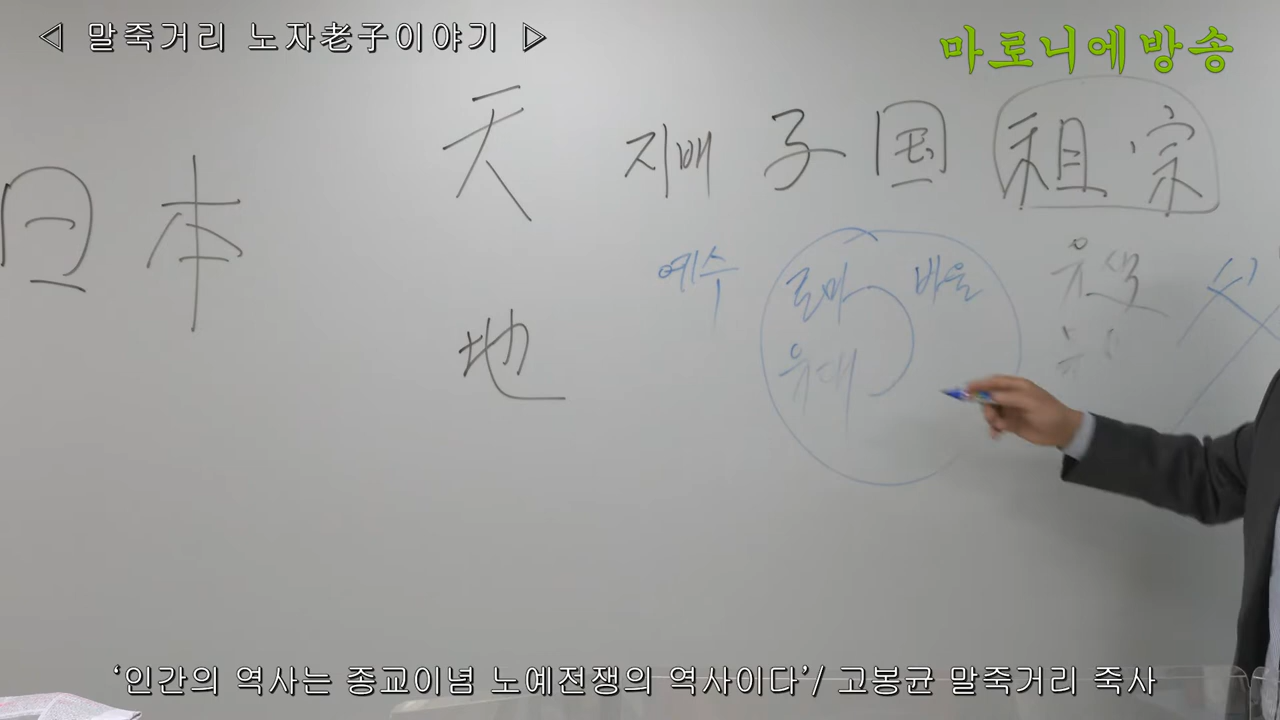 ◁ 말죽거리 노자老子이야기 ▷
마로니에방송
日本
天
지배 子 国 祖宗
예수 로마 바울 유색 父
유대
地
‘인간의 역사는 종교이념 노예전쟁의 역사이다’/ 고봉균 말죽거리 죽사